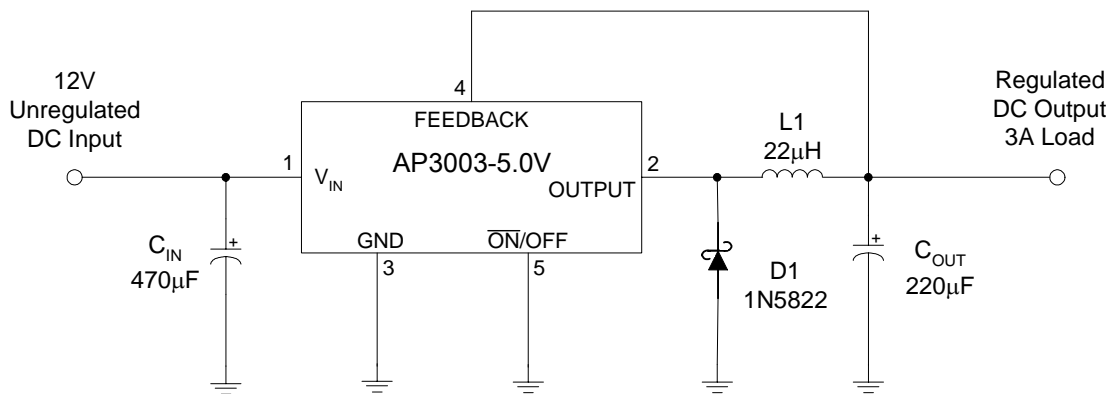 12V
Unregulated
DC Input
1
V_IN
4
FEEDBACK
AP3003-5.0V
2
OUTPUT
GND
3
ON/OFF
5
+
C_IN
470μF
L1
22μH
D1
1N5822
+
C_OUT
220μF
Regulated
DC Output
3A Load